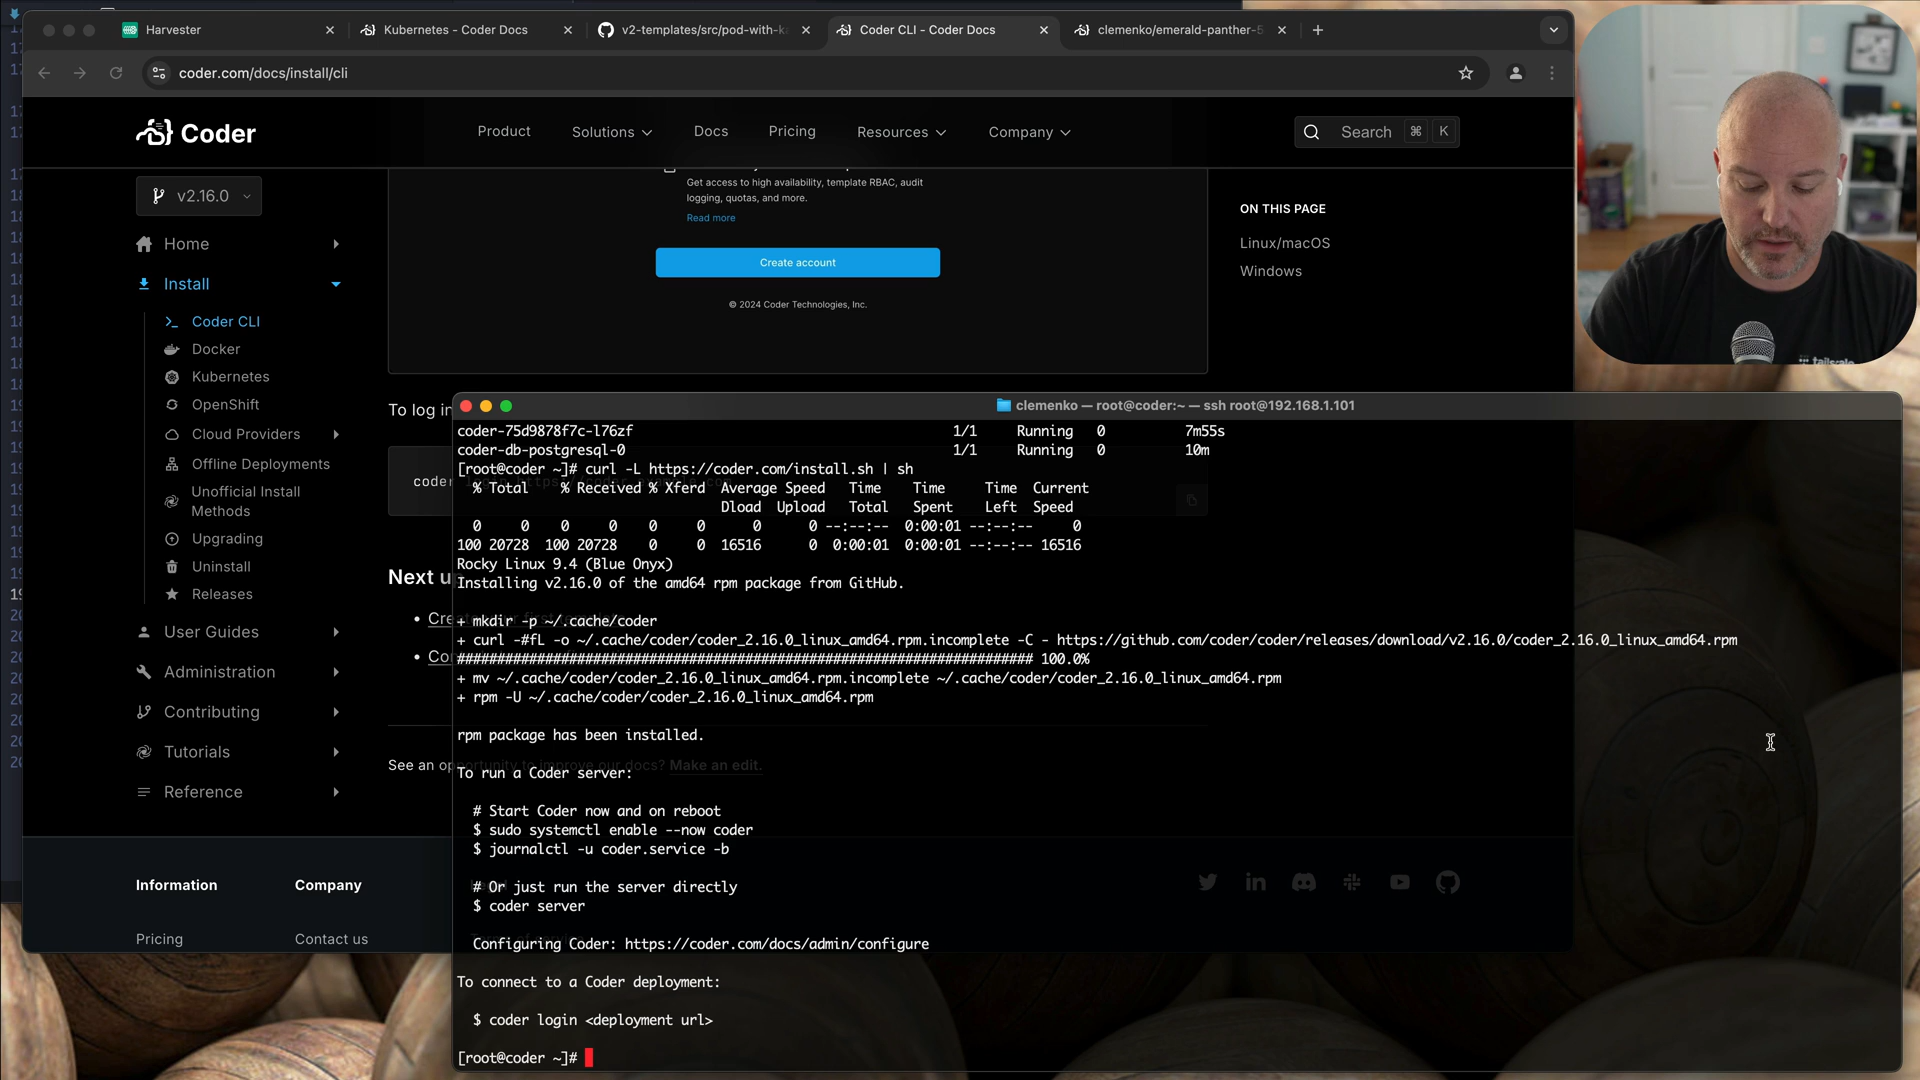 Harvester
Kubernetes - Coder Docs
v2-templates/src/pod-with-k
Coder CLI - Coder Docs
clemenko/emerald-panther-5
coder.com/docs/install/cli
Coder
Product
Solutions
Docs
Pricing
Resources
Company
Search
⌘
K
v2.16.0
Home
Install
Coder CLI
Docker
Kubernetes
OpenShift
Cloud Providers
Offline Deployments
Unofficial Install
Methods
Upgrading
Uninstall
Releases
User Guides
Administration
Contributing
Tutorials
Reference
Get access to high availability, template RBAC, audit
logging, quotas, and more.
Read more
Create account
© 2024 Coder Technologies, Inc.
ON THIS PAGE
Linux/macOS
Windows
To log in
Next u
See an opportunity to improve our docs? Make an edit.
Information
Company
Pricing
Contact us
clemenko — root@coder:~ — ssh root@192.168.1.101
coder-75d9878f7c-l76zf 1/1 Running 0 7m55s
coder-db-postgresql-0 1/1 Running 0 10m
[root@coder ~]# curl -L https://coder.com/install.sh | sh
% Total % Received % Xferd Average Speed Time Time Time Current
Dload Upload Total Spent Left Speed
0 0 0 0 0 0 0 0 --:--:-- 0:00:01 --:--:-- 0
100 20728 100 20728 0 0 16516 0 0:00:01 0:00:01 --:--:-- 16516
Rocky Linux 9.4 (Blue Onyx)
Installing v2.16.0 of the amd64 rpm package from GitHub.
+ mkdir -p ~/.cache/coder
+ curl -#fL -o ~/.cache/coder/coder_2.16.0_linux_amd64.rpm.incomplete -C - https://github.com/coder/coder/releases/download/v2.16.0/coder_2.16.0_linux_amd64.rpm
######################################################################## 100.0%
+ mv ~/.cache/coder/coder_2.16.0_linux_amd64.rpm.incomplete ~/.cache/coder/coder_2.16.0_linux_amd64.rpm
+ rpm -U ~/.cache/coder/coder_2.16.0_linux_amd64.rpm
rpm package has been installed.
To run a Coder server:
# Start Coder now and on reboot
$ sudo systemctl enable --now coder
$ journalctl -u coder.service -b
# Or just run the server directly
$ coder server
Configuring Coder: https://coder.com/docs/admin/configure
To connect to a Coder deployment:
$ coder login <deployment url>
[root@coder ~]#
tailscale